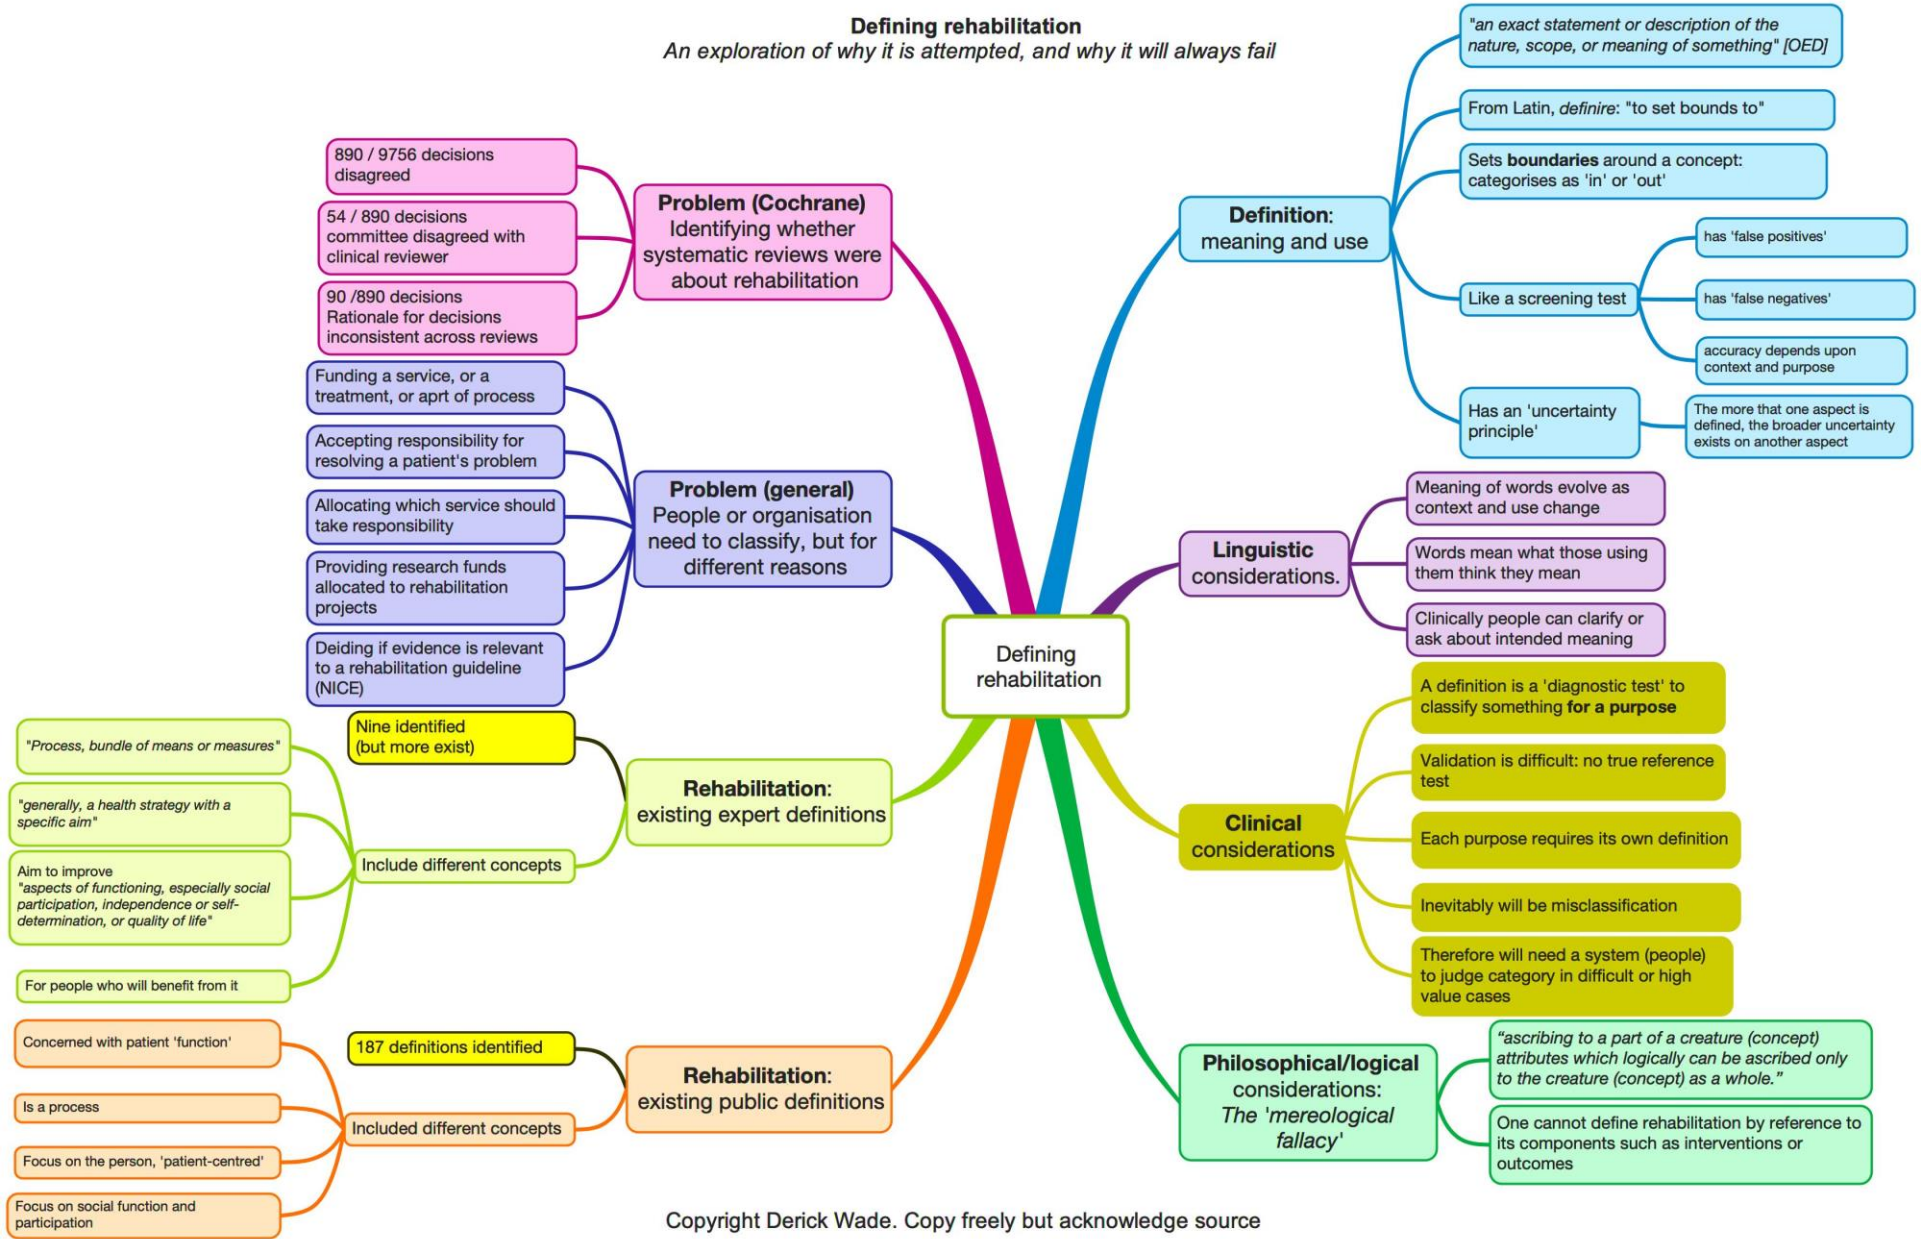 Defining rehabilitation
An exploration of why it is attempted, and why it will always fail
890 / 9756 decisions
disagreed
54 / 890 decisions
committee disagreed with
clinical reviewer
90 /890 decisions
Rationale for decisions
inconsistent across reviews
Problem (Cochrane)
Identifying whether
systematic reviews were
about rehabilitation
Funding a service, or a
treatment, or aprt of process
Accepting responsibility for
resolving a patient's problem
Allocating which service should
take responsibility
Providing research funds
allocated to rehabilitation
projects
Deiding if evidence is relevant
to a rehabilitation guideline
(NICE)
Problem (general)
People or organisation
need to classify, but for
different reasons
Nine identified
(but more exist)
"Process, bundle of means or measures"
"generally, a health strategy with a
specific aim"
Aim to improve
"aspects of functioning, especially social
participation, independence or self-
determination, or quality of life"
For people who will benefit from it
Include different concepts
Rehabilitation:
existing expert definitions
187 definitions identified
Concerned with patient 'function'
Is a process
Focus on the person, 'patient-centred'
Focus on social function and
participation
Included different concepts
Rehabilitation:
existing public definitions
Defining
rehabilitation
Definition:
meaning and use
"an exact statement or description of the
nature, scope, or meaning of something" [OED]
From Latin, definire: "to set bounds to"
Sets boundaries around a concept:
categorises as 'in' or 'out'
Like a screening test
has 'false positives'
has 'false negatives'
accuracy depends upon
context and purpose
Has an 'uncertainty
principle'
The more that one aspect is
defined, the broader uncertainty
exists on another aspect
Linguistic
considerations.
Meaning of words evolve as
context and use change
Words mean what those using
them think they mean
Clinically people can clarify or
ask about intended meaning
Clinical
considerations
A definition is a 'diagnostic test' to
classify something for a purpose
Validation is difficult: no true reference
test
Each purpose requires its own definition
Inevitably will be misclassification
Therefore will need a system (people)
to judge category in difficult or high
value cases
Philosophical/logical
considerations:
The 'mereological
fallacy'
“ascribing to a part of a creature (concept)
attributes which logically can be ascribed only
to the creature (concept) as a whole.”
One cannot define rehabilitation by reference to
its components such as interventions or
outcomes
Copyright Derick Wade. Copy freely but acknowledge source